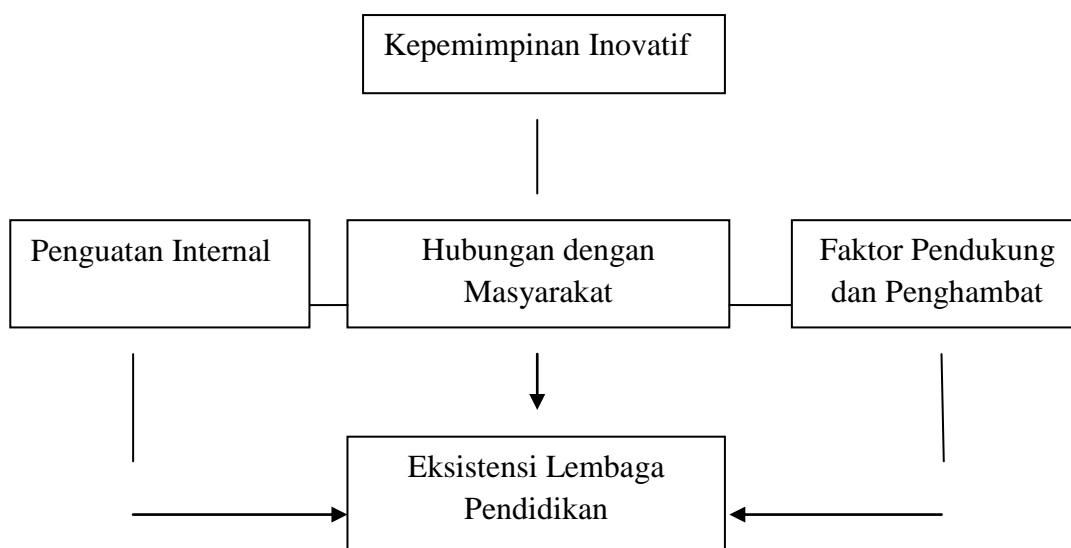 Kepemimpinan Inovatif
Penguatan Internal
Hubungan dengan
Masyarakat
Faktor Pendukung
dan Penghambat
Eksistensi Lembaga
Pendidikan